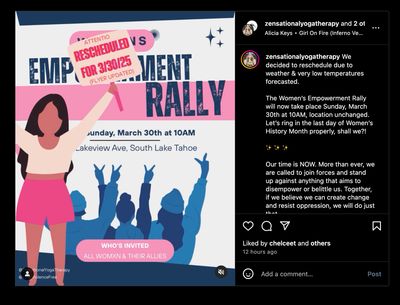 ATTENTION
RESCHEDULED
FOR 3/30/25
(FLYER UPDATED)
RALLY
Sunday, March 30th at 10AM
Lakeview Ave, South Lake Tahoe
WHO'S INVITED
ALL WOMXN & THEIR ALLIES
zensationalyogatherapy and 2 ot
Alicia Keys • Girl On Fire (Inferno Ve...
zensationalyogatherapy We
decided to reschedule due to
weather & very low temperatures
forecasted.
The Women's Empowerment Rally
will now take place Sunday, March
30th at 10AM, location unchanged.
Let's ring in the last day of Women's
History Month properly, shall we?!
✨ ✨ ✨
Our time is NOW. More than ever, we
are called to join forces and stand
up against anything that aims to
disempower or belittle us. Together,
if we believe we can create change
and resist oppression, we will do just
that
Liked by chelceet and others
12 hours ago
Add a comment...
Post